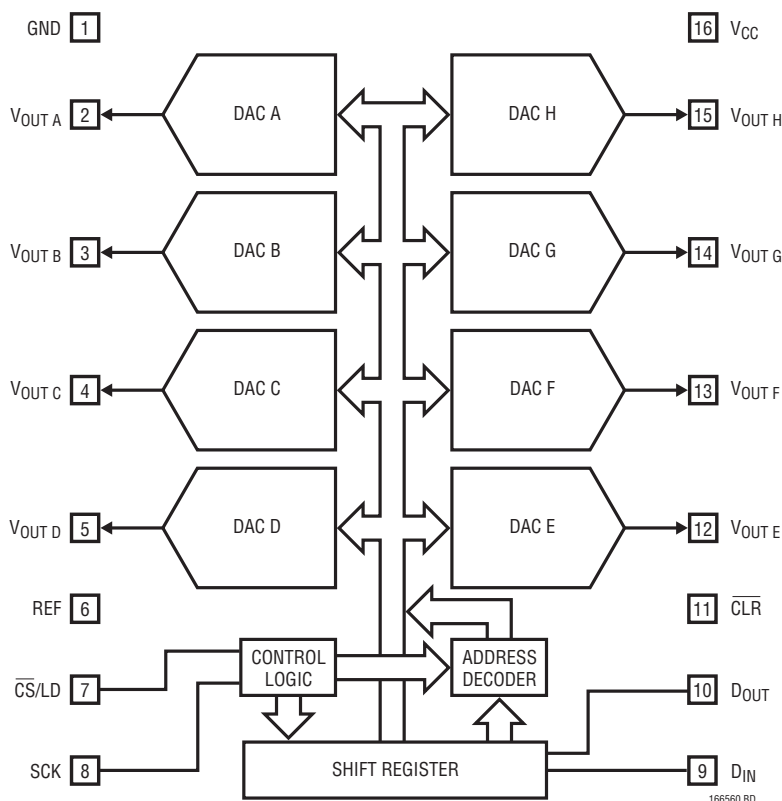 GND 1
16 VCC
VOUT A 2
DAC A
DAC H
15 VOUT H
VOUT B 3
DAC B
DAC G
14 VOUT G
VOUT C 4
DAC C
DAC F
13 VOUT F
VOUT D 5
DAC D
DAC E
12 VOUT E
REF 6
11 C̅L̅R̅
C̅S̅/LD 7
CONTROL
LOGIC
ADDRESS
DECODER
10 DOUT
SCK 8
SHIFT REGISTER
9 DIN
166560 BD